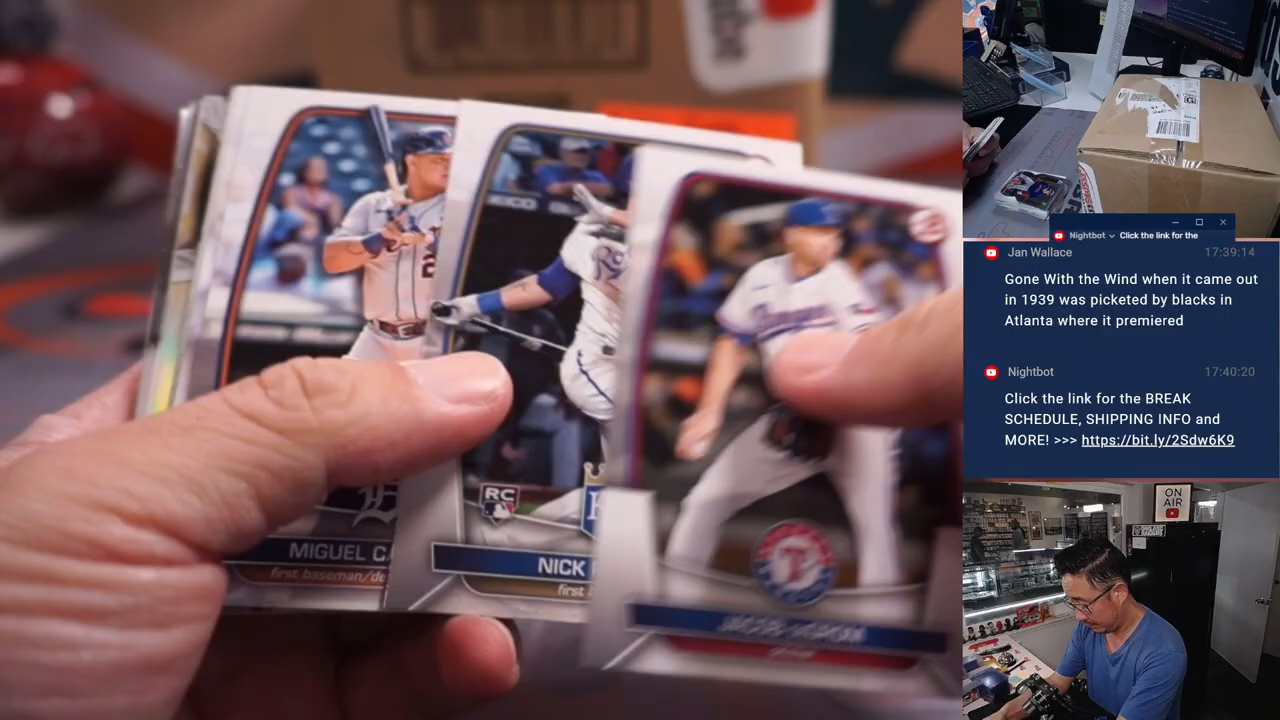 MIGUEL C
first baseman/de
RC
NICK
first
T
JACOB DEGROM
Nightbot Click the link for the
Jan Wallace 17:39:14
Gone With the Wind when it came out
in 1939 was picketed by blacks in
Atlanta where it premiered
Nightbot 17:40:20
Click the link for the BREAK
SCHEDULE, SHIPPING INFO and
MORE! >>> https://bit.ly/2Sdw6K9
ON
AIR